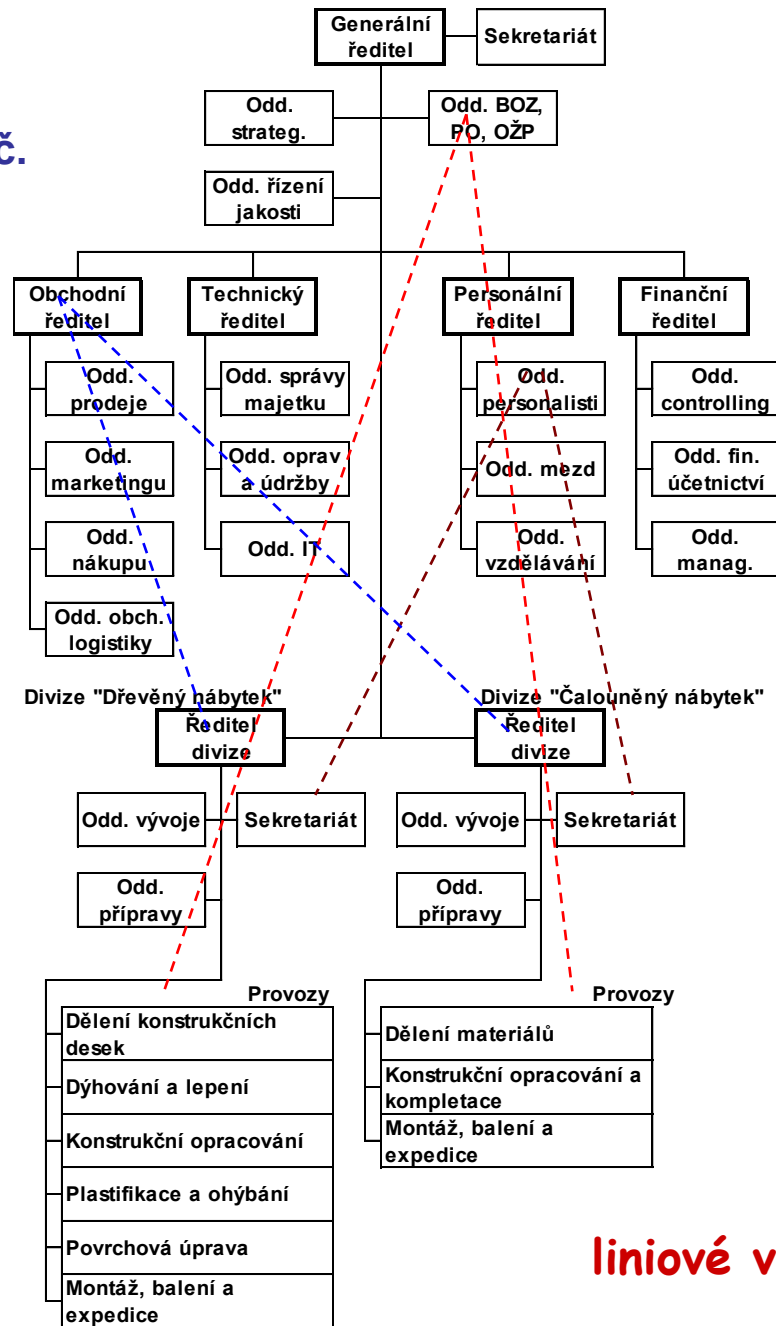 Generální
ředitel
Sekretariát
Odd.
strateg.
Odd. BOZ,
PO, OŽP
č.
Odd. řízení
jakosti
Obchodní
ředitel
Technický
ředitel
Personální
ředitel
Finanční
ředitel
Odd.
prodeje
Odd. správy
majetku
Odd.
personalisti
Odd.
controlling
Odd.
marketingu
Odd. oprav
a údržby
Odd. mezd
Odd. fin.
účetnictví
Odd.
nákupu
Odd. IT
Odd.
vzdělávání
Odd.
manag.
Odd. obch.
logistiky
Divize "Dřevěný nábytek"
Divize "Čalouněný nábytek"
Ředitel
divize
Ředitel
divize
Odd. vývoje
Sekretariát
Odd. vývoje
Sekretariát
Odd.
přípravy
Odd.
přípravy
Provozy
Provozy
Dělení konstrukčních
desek
Dýhování a lepení
Konstrukční opracování
Plastifikace a ohýbání
Povrchová úprava
Montáž, balení a
expedice
Dělení materiálů
Konstrukční opracování a
kompletace
Montáž, balení a
expedice
liniové v